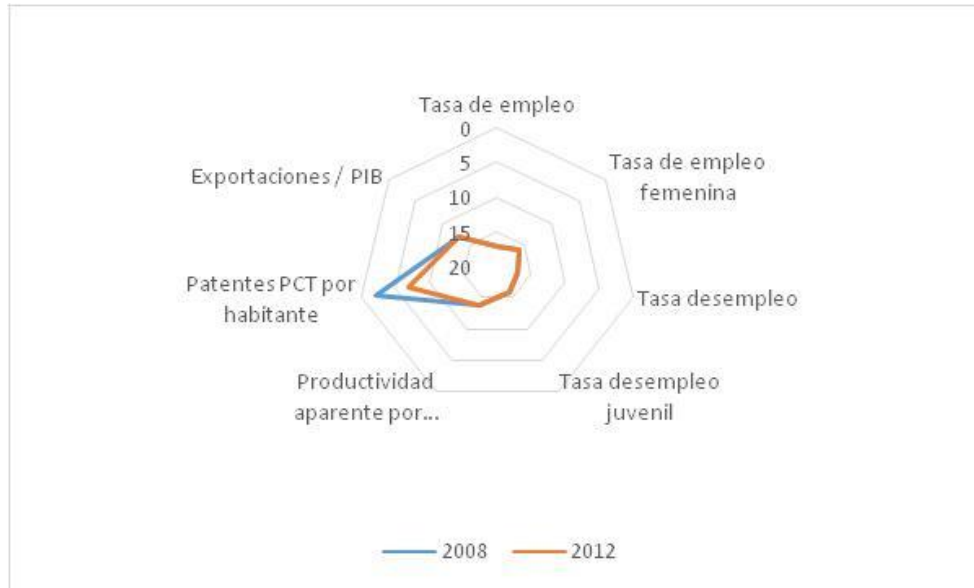 Tasa de empleo
0
5
10
15
20
Tasa de empleo
femenina
Tasa desempleo
Tasa desempleo
juvenil
Productividad
aparente por...
Patentes PCT por
habitante
Exportaciones / PIB
2008
2012